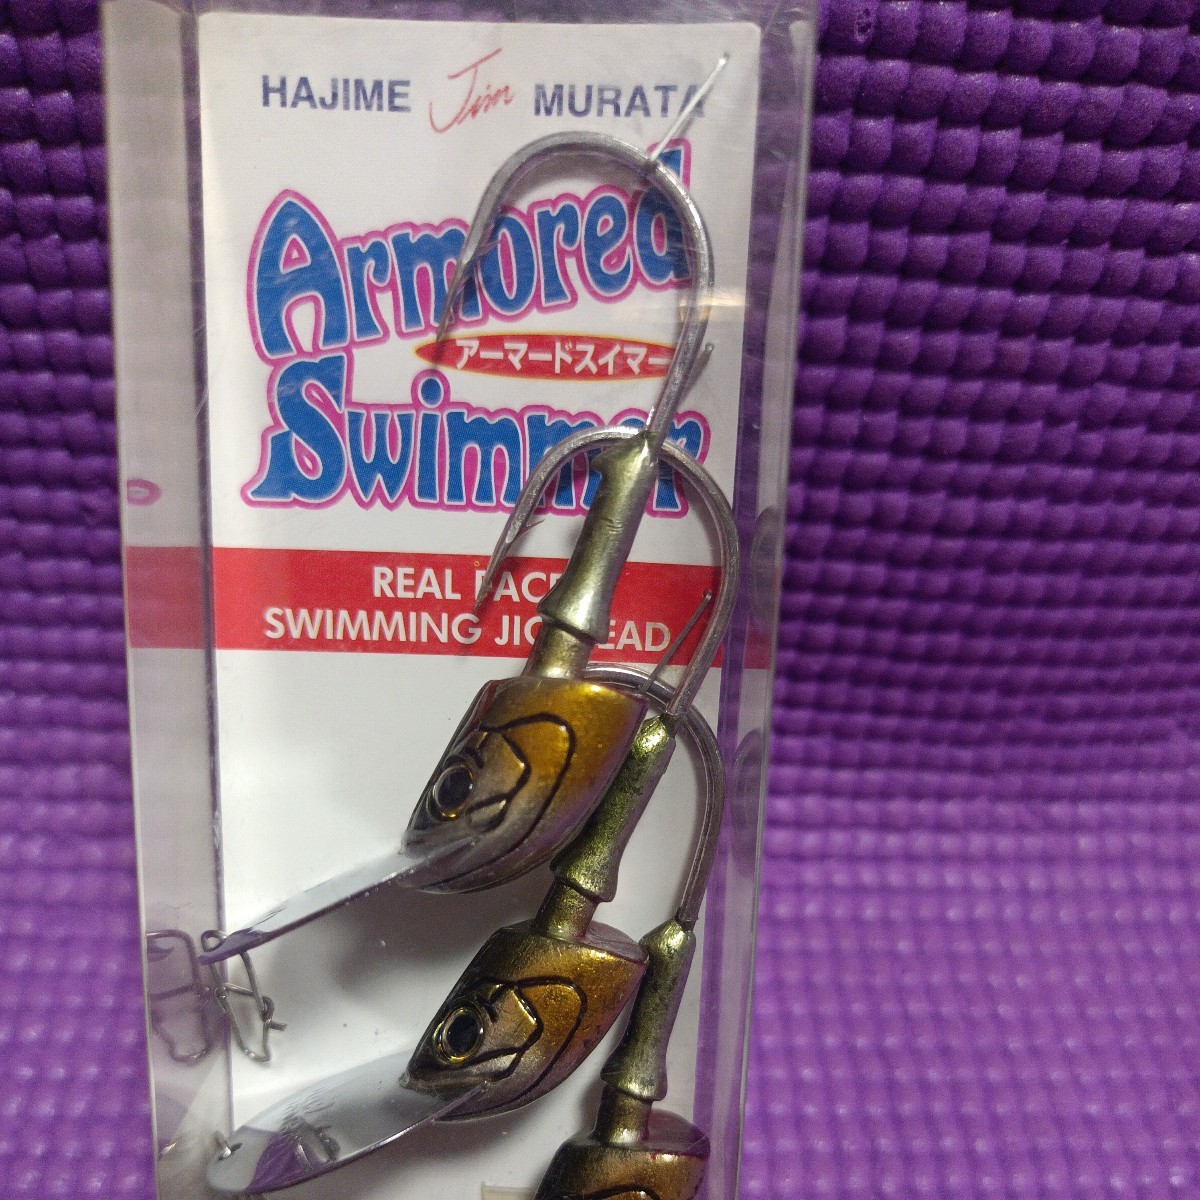 HAJIME Jim MURATA
Armored
アーマードスイマー
Swimmer
REAL FACE
SWIMMING JIG HEAD